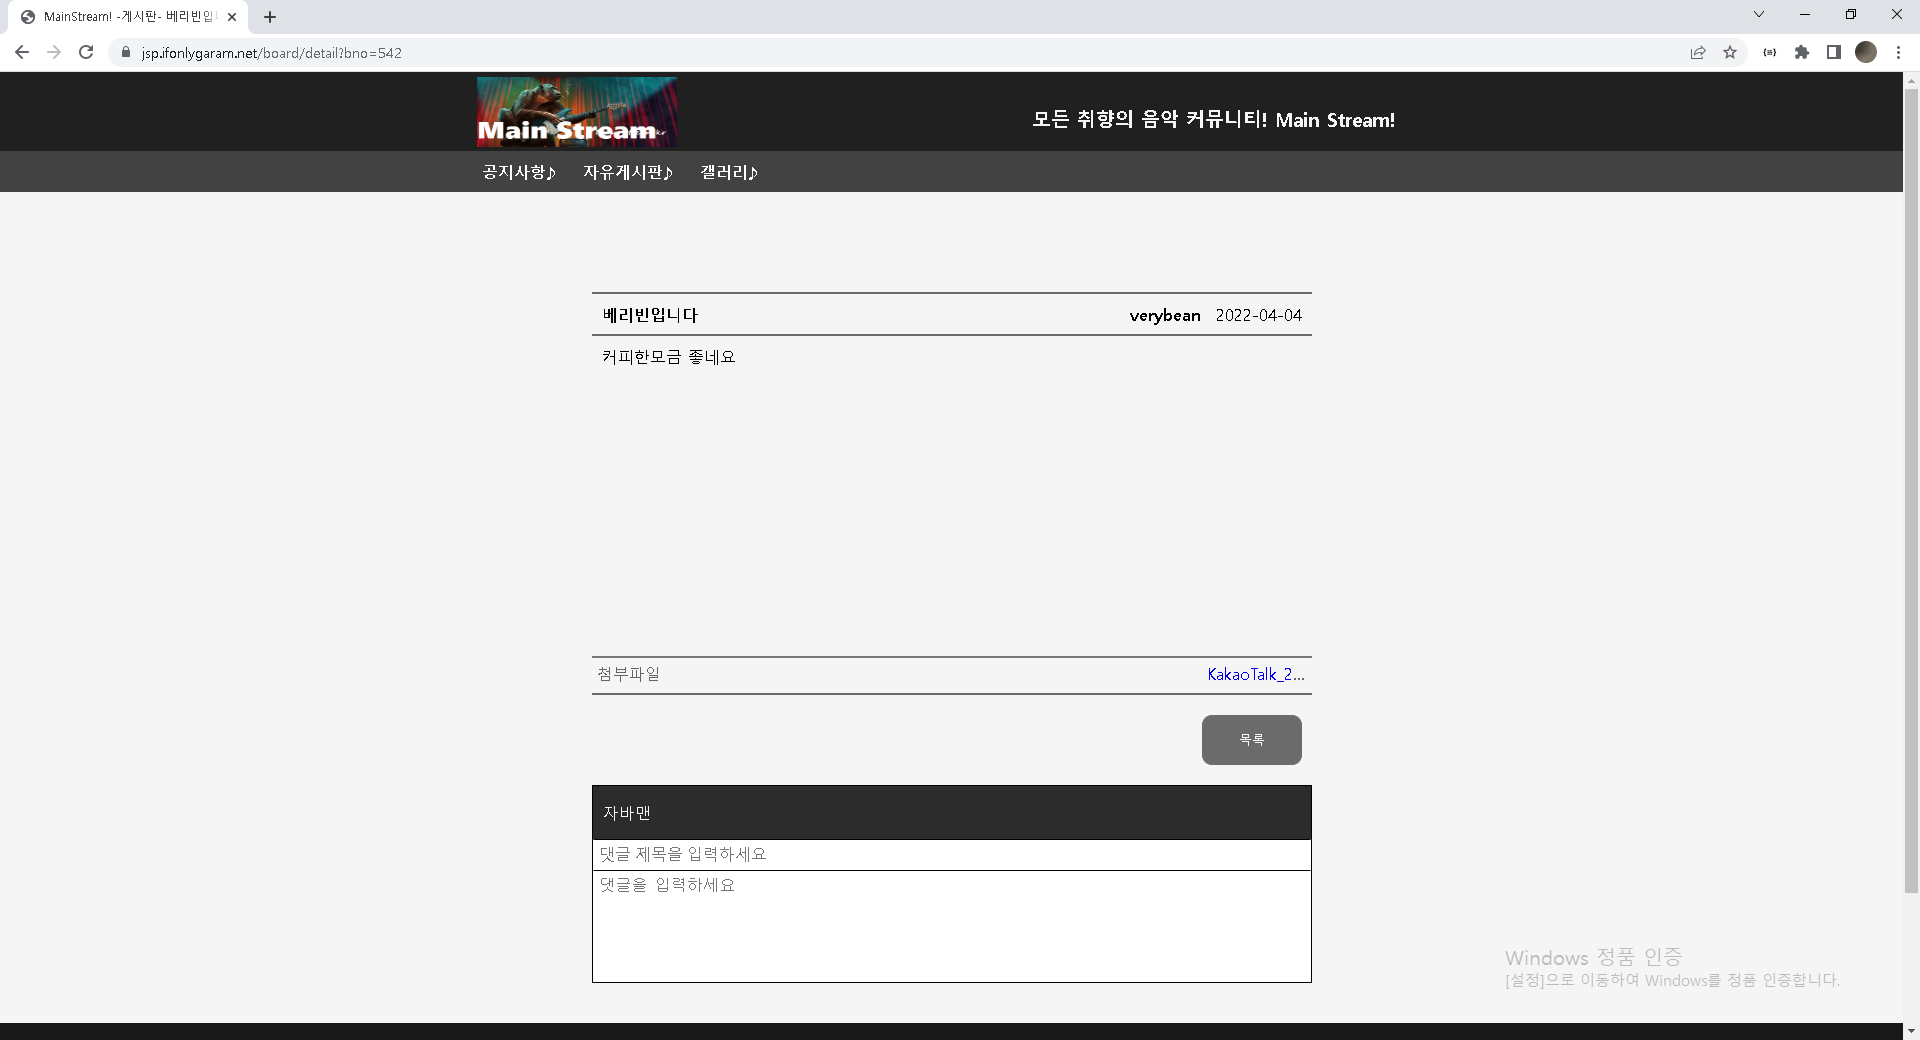 MainStream! -게시판- 베리빈입니
jsp.ifonlygaram.net/board/detail?bno=542
Main Stream
모든 취향의 음악 커뮤니티! Main Stream!
공지사항♪ 자유게시판♪ 갤러리♪
베리빈입니다 verybean 2022-04-04
커피한모금 좋네요
첨부파일 KakaoTalk_2...
목록
자바맨
댓글 제목을 입력하세요
댓글을 입력하세요
Windows 정품 인증
[설정]으로 이동하여 Windows를 정품 인증합니다.